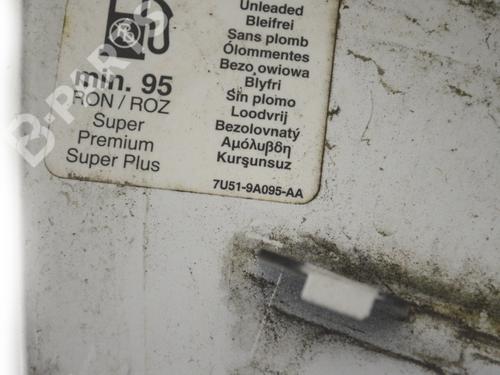 Unleaded
Bleifrei
Sans plomb
Ólommentes
Bezo owiowa
Blyfri
Sin plomo
Loodvrij
Bezolovnatý
Αμόλυβδη
Kurşunsuz
min. 95
RON / ROZ
Super
Premium
Super Plus
7U51-9A095-AA
B-PARTS